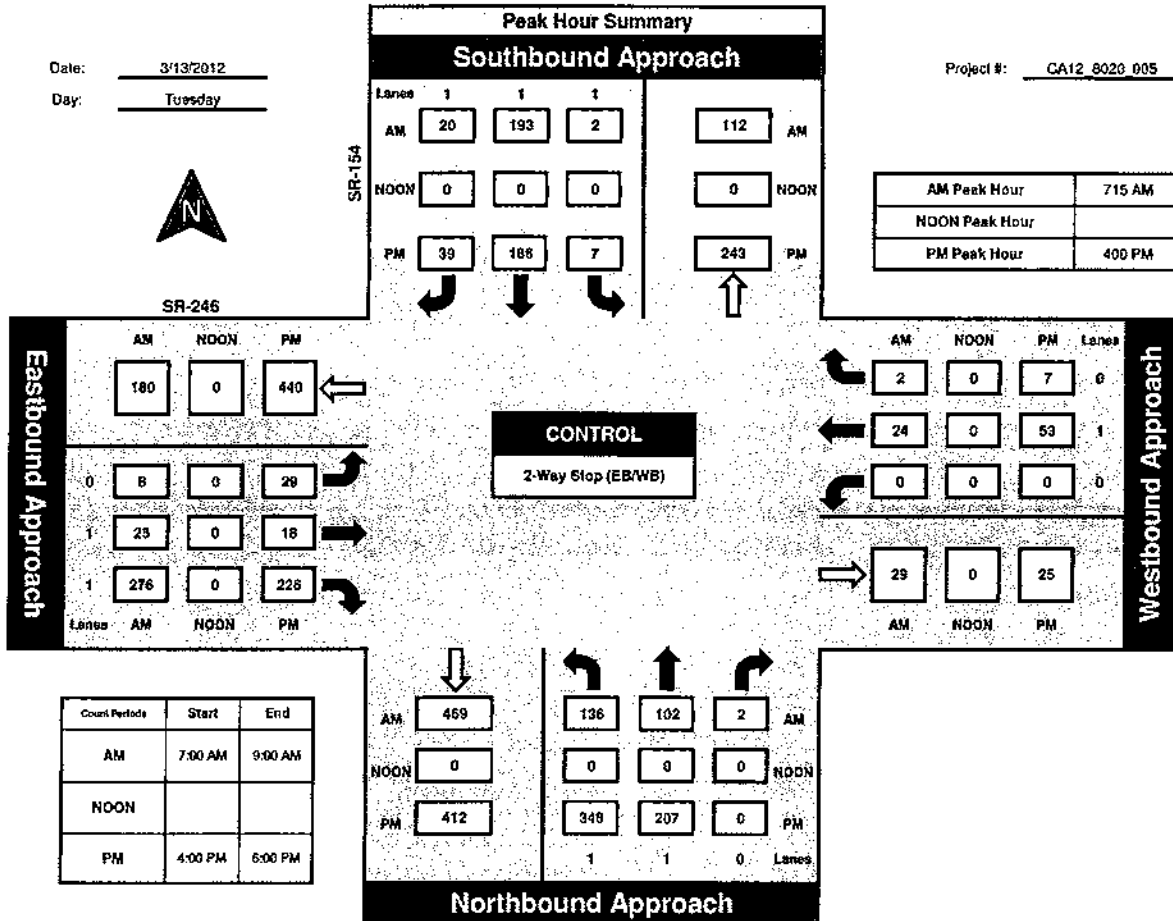 Peak Hour Summary
Southbound Approach
Date: 3/13/2012
Day: Tuesday
Project #: CA12_8020_005
N
SR-154
SR-246
Lanes 1 1 1
AM 20 193 2 112 AM
NOON 0 0 0 0 NOON
PM 39 186 7 243 PM
AM Peak Hour 715 AM
NOON Peak Hour
PM Peak Hour 400 PM
Eastbound Approach
AM NOON PM
180 0 440
0 8 0 29
1 25 0 18
1 276 0 226
Lanes AM NOON PM
CONTROL
2-Way Stop (EB/WB)
Westbound Approach
AM NOON PM Lanes
2 0 7 0
24 0 53 1
0 0 0 0
29 0 25
AM NOON PM
Count Periods Start End
AM 7:00 AM 9:00 AM
NOON
PM 4:00 PM 6:00 PM
AM 469 136 102 2 AM
NOON 0 0 0 0 NOON
PM 412 348 207 0 PM
1 1 0 Lanes
Northbound Approach